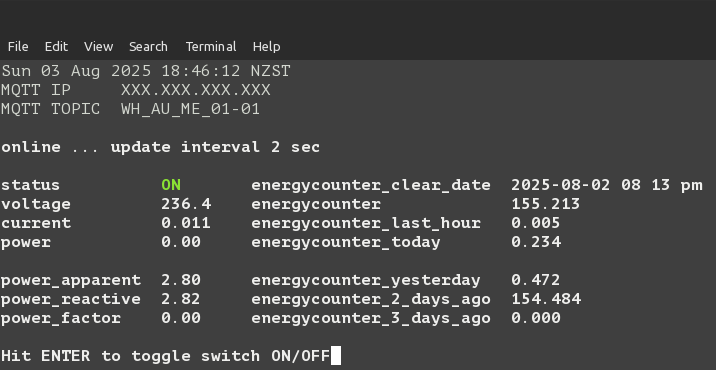 File Edit View Search Terminal Help
Sun 03 Aug 2025 18:46:12 NZST
MQTT IP     XXX.XXX.XXX.XXX
MQTT TOPIC  WH_AU_ME_01-01
online ... update interval 2 sec
status          ON       energycounter_clear_date  2025-08-02 08 13 pm
voltage         236.4    energycounter             155.213
current         0.011    energycounter_last_hour   0.005
power           0.00     energycounter_today       0.234
power_apparent  2.80     energycounter_yesterday   0.472
power_reactive  2.82     energycounter_2_days_ago  154.484
power_factor    0.00     energycounter_3_days_ago  0.000
Hit ENTER to toggle switch ON/OFF